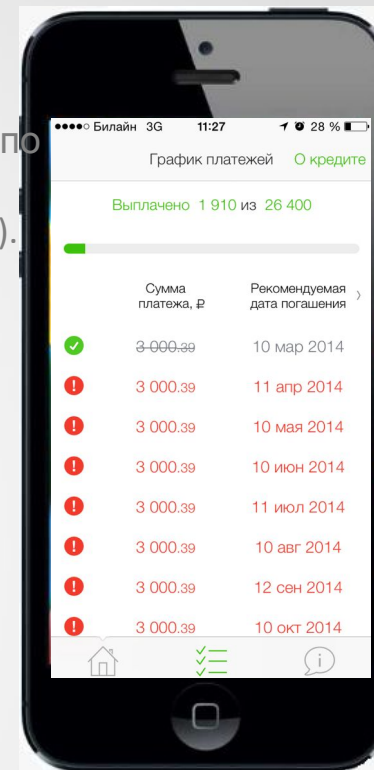 по
).
Билайн 3G 11:27 28 %
График платежей О кредите
Выплачено 1 910 из 26 400
Сумма платежа, ₽ Рекомендуемая дата погашения
3 000.39 10 мар 2014
3 000.39 11 апр 2014
3 000.39 10 мая 2014
3 000.39 10 июн 2014
3 000.39 11 июл 2014
3 000.39 10 авг 2014
3 000.39 12 сен 2014
3 000.39 10 окт 2014